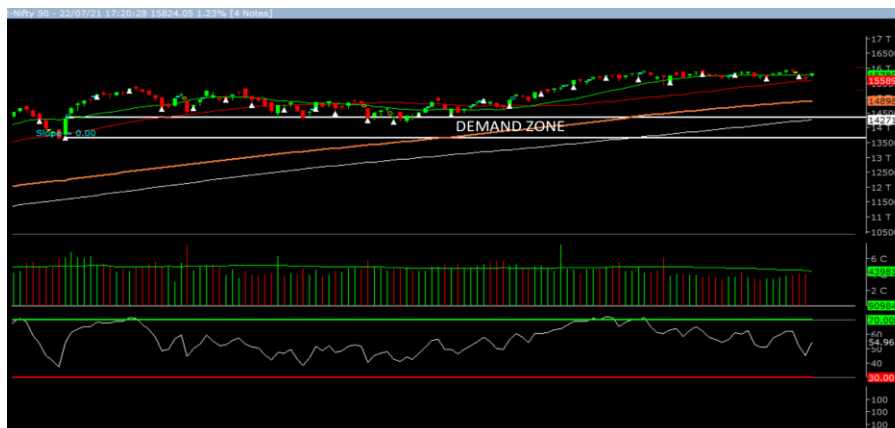 -Nifty 50 - 22/07/21 17:20:28 15824.05 1.23% [4 Notes]
17 T
16500
16 T
15589
14898
14500
14273
DEMAND ZONE
Slope = 0.00
13500
13 T
12500
12 T
11500
11 T
10500
6 C
43981
2 C
90984
70.00
60
54.96
50
40
30.00
100
100
100